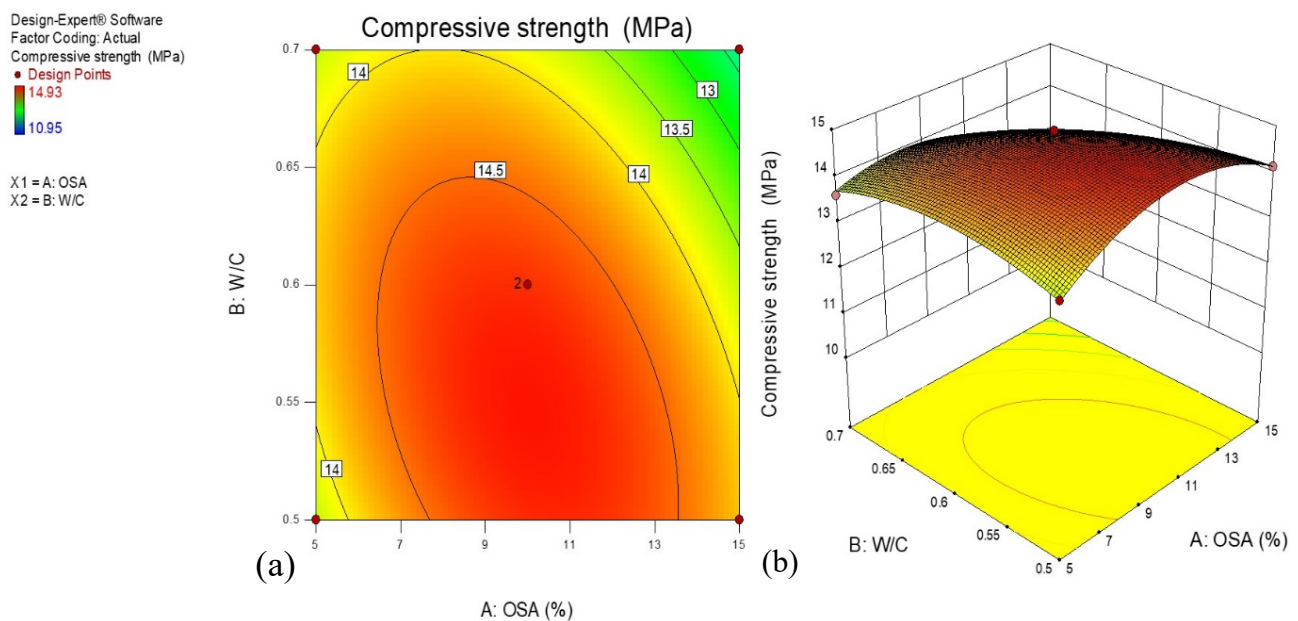 Design-Expert® Software
Factor Coding: Actual
Compressive strength (MPa)
Design Points
14.93
10.95
X1 = A: OSA
X2 = B: W/C
Compressive strength (MPa)
0.7
0.65
0.6
0.55
0.5
B: W/C
14
13
13.5
14.5
14
2
14
5
7
9
11
13
15
A: OSA (%)
(a)
15
14
13
12
11
10
Compressive strength (MPa)
0.7
0.65
0.6
0.55
0.5
B: W/C
15
13
11
9
7
5
A: OSA (%)
(b)